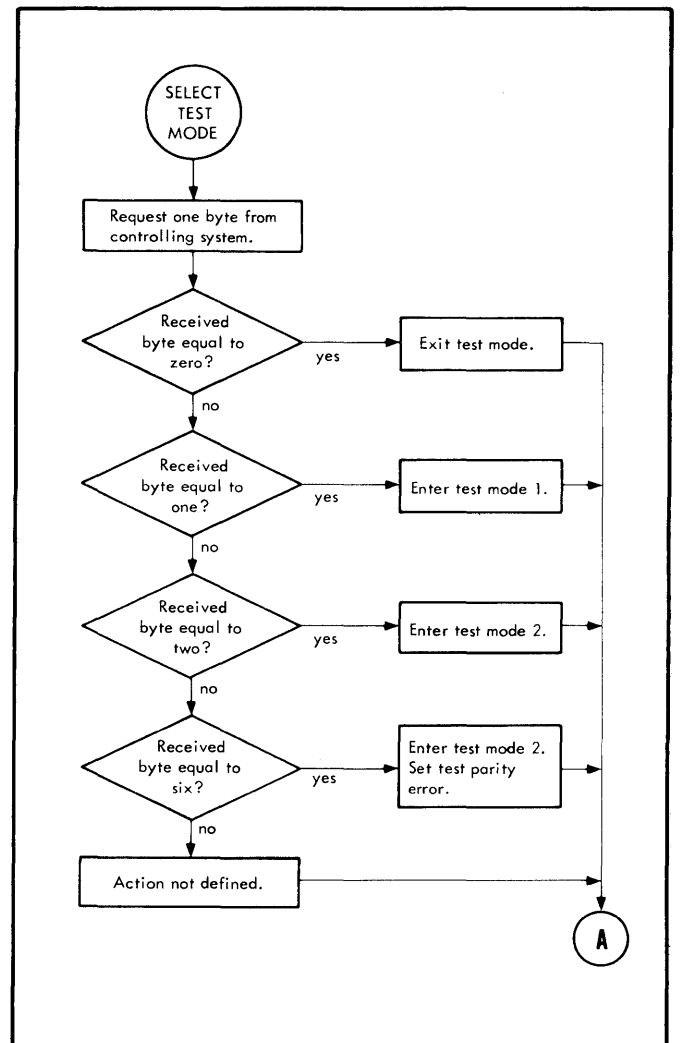 SELECT
TEST
MODE
Request one byte from
controlling system.
Received
byte equal to
zero?
yes
Exit test mode.
no
Received
byte equal to
one?
yes
Enter test mode 1.
no
Received
byte equal to
two?
yes
Enter test mode 2.
no
Received
byte equal to
six?
yes
Enter test mode 2.
Set test parity
error.
no
Action not defined.
A